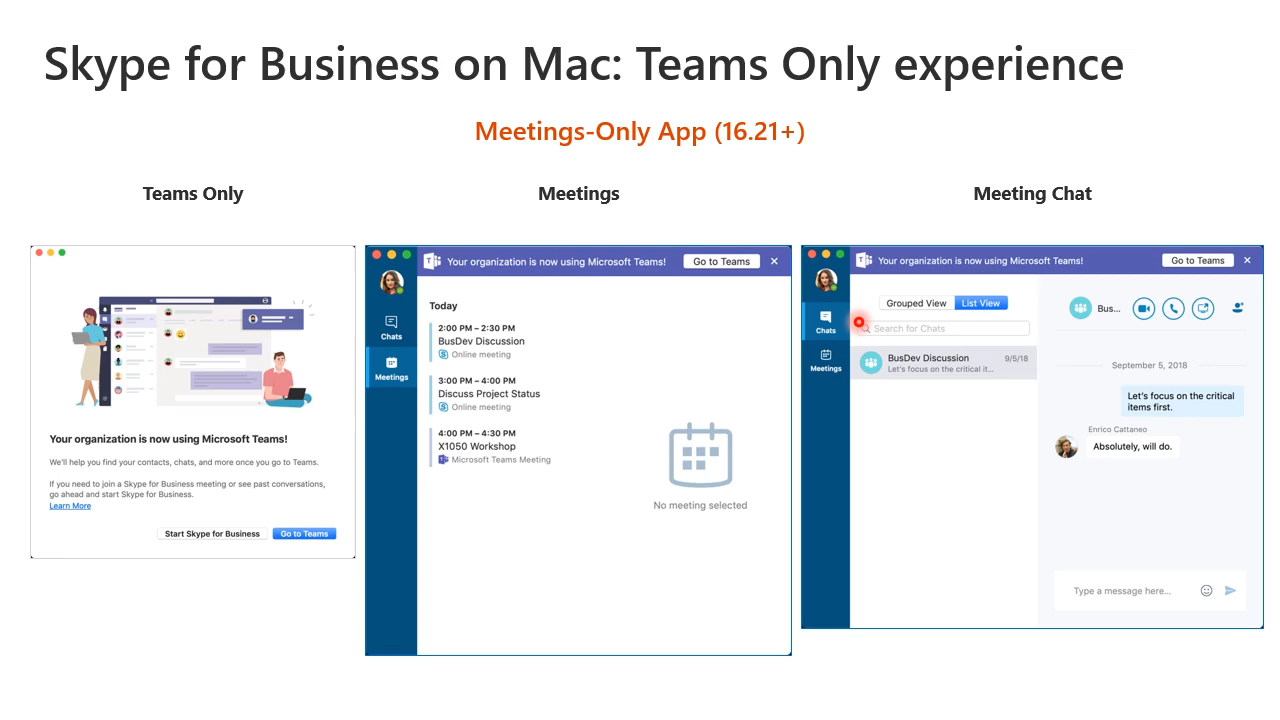 Skype for Business on Mac: Teams Only experience
Meetings-Only App (16.21+)
Teams Only
Your organization is now using Microsoft Teams!
We'll help you find your contacts, chats, and more once you go to Teams.
If you need to join a Skype for Business meeting or see past conversations,
go ahead and start Skype for Business.
Learn More
Start Skype for Business
Go to Teams
Meetings
Your organization is now using Microsoft Teams!
Go to Teams
Chats
Meetings
Today
2:00 PM – 2:30 PM
BusDev Discussion
Online meeting
3:00 PM – 4:00 PM
Discuss Project Status
Online meeting
4:00 PM – 4:30 PM
X1050 Workshop
Microsoft Teams Meeting
No meeting selected
Meeting Chat
Your organization is now using Microsoft Teams!
Go to Teams
Chats
Meetings
Grouped View
List View
Search for Chats
BusDev Discussion 9/5/18
Let's focus on the critical it...
Bus...
September 5, 2018
Let's focus on the critical
items first.
Enrico Cattaneo
Absolutely, will do.
Type a message here...